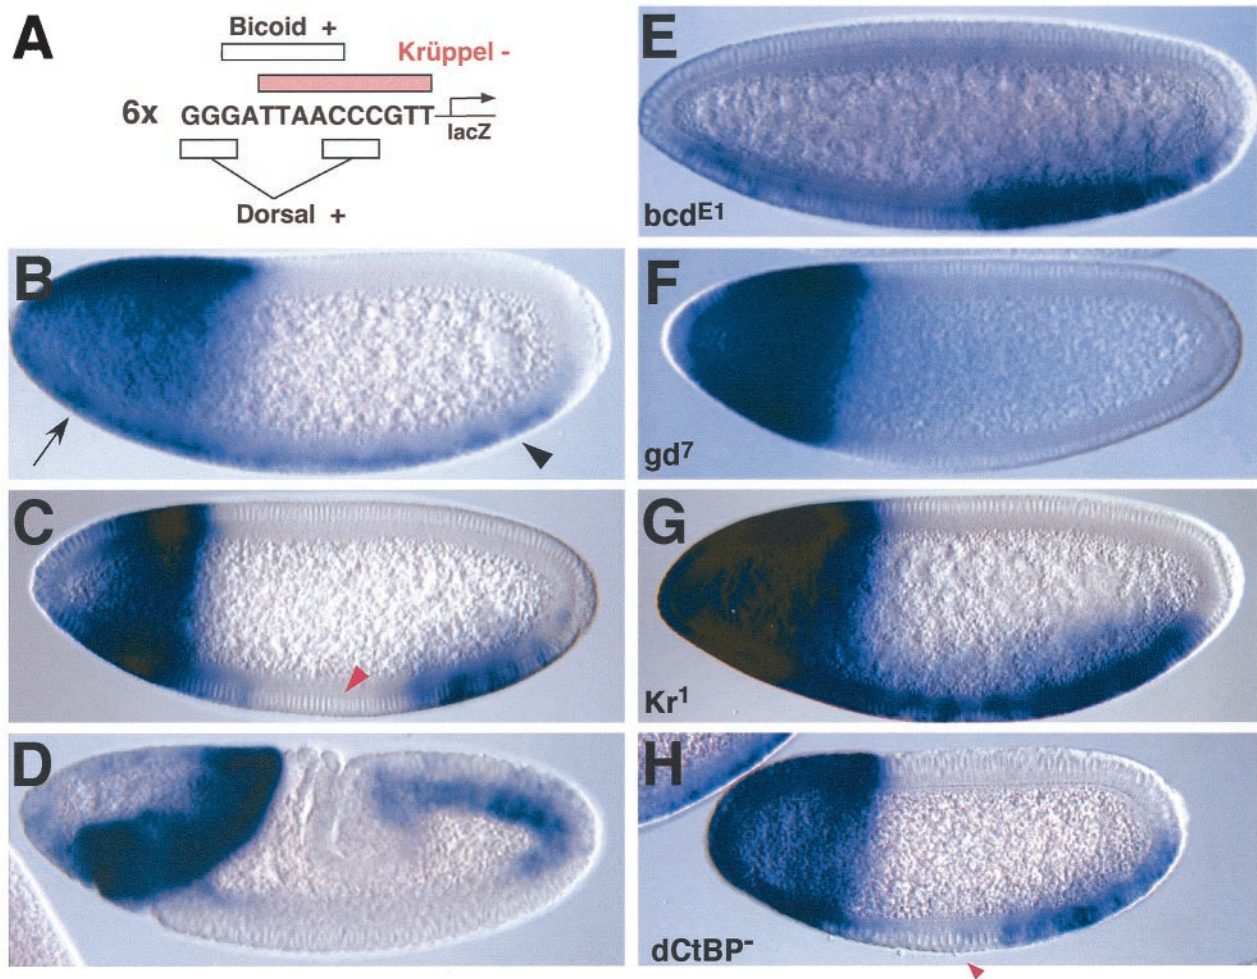 A
Bicoid +
Krüppel -
6x GGGATTAACCCGTT
lacZ
Dorsal +
B
C
D
E
bcdE1
F
gd7
G
Kr1
H
dCtBP-